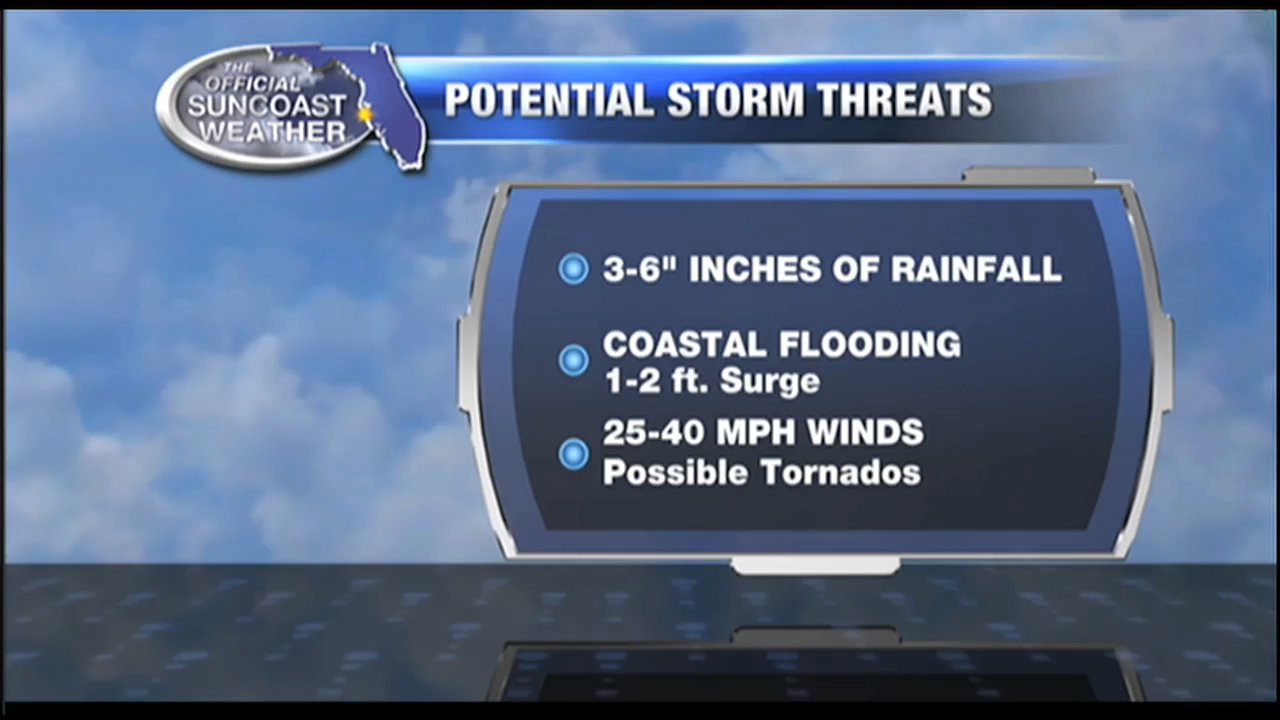 THE
OFFICIAL
SUNCOAST
WEATHER
POTENTIAL STORM THREATS
3-6" INCHES OF RAINFALL
COASTAL FLOODING
1-2 ft. Surge
25-40 MPH WINDS
Possible Tornados